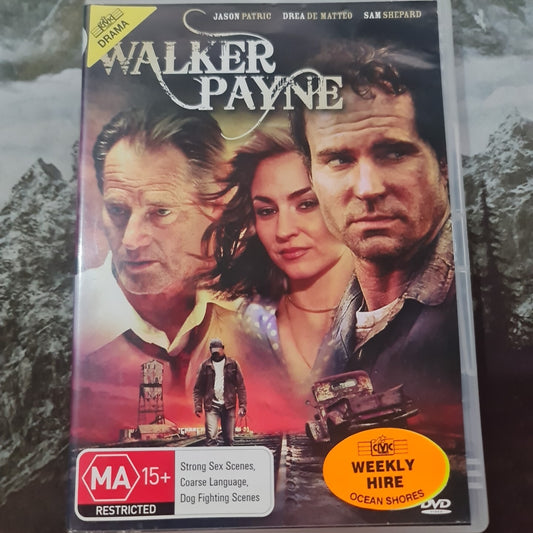 JASON PATRIC DREA DE MATTEO SAM SHEPARD
DRAMA
WALKER
PAYNE
MA 15+
RESTRICTED
Strong Sex Scenes,
Coarse Language,
Dog Fighting Scenes
WEEKLY
HIRE
OCEAN SHORES
DVD
VIDEO